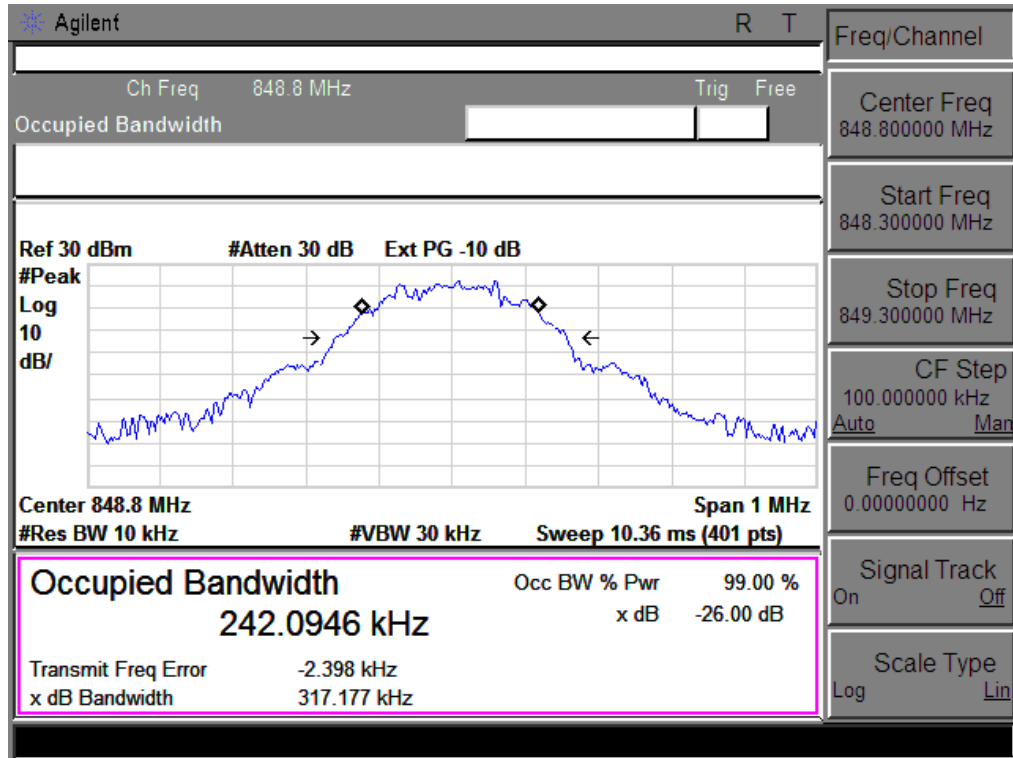 Agilent R T
Ch Freq 848.8 MHz Trig Free
Occupied Bandwidth
Ref 30 dBm #Atten 30 dB Ext PG -10 dB
#Peak
Log
10
dB/
Center 848.8 MHz Span 1 MHz
#Res BW 10 kHz #VBW 30 kHz Sweep 10.36 ms (401 pts)
Occupied Bandwidth Occ BW % Pwr 99.00 %
242.0946 kHz x dB -26.00 dB
Transmit Freq Error -2.398 kHz
x dB Bandwidth 317.177 kHz
Freq/Channel
Center Freq
848.800000 MHz
Start Freq
848.300000 MHz
Stop Freq
849.300000 MHz
CF Step
100.000000 kHz
Auto Man
Freq Offset
0.00000000 Hz
Signal Track
On Off
Scale Type
Log Lin